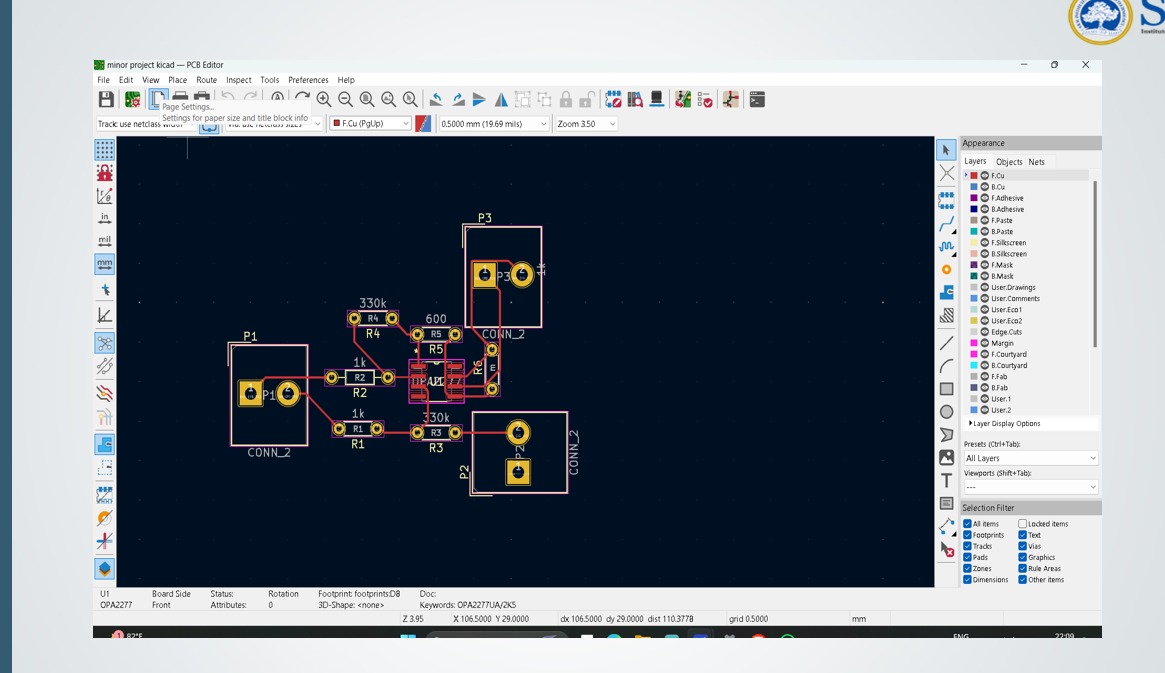 S
Institut
minor project kicad — PCB Editor
File Edit View Place Route Inspect Tools Preferences Help
Page Settings...
Settings for paper size and title block info
Track: use netclass width
F.Cu (PgUp)
0.5000 mm (19.69 mils)
Zoom 3.50
in
mil
mm
P3
1
2
P3
1k
CONN_2
330k
R4
R4
600
R5
R5
R6
P1
1
P1
2
CONN_2
1k
R2
R2
U1
1k
R1
R1
330k
R3
R3
P2
P2
1
CONN_2
Appearance
Layers Objects Nets
F.Cu
B.Cu
F.Adhesive
B.Adhesive
F.Paste
B.Paste
F.Silkscreen
B.Silkscreen
F.Mask
B.Mask
User.Drawings
User.Comments
User.Eco1
User.Eco2
Edge.Cuts
Margin
F.Courtyard
B.Courtyard
F.Fab
B.Fab
User.1
User.2
Layer Display Options
Presets (Ctrl+Tab):
All Layers
Viewports (Shift+Tab):
---
Selection Filter
All items Locked items
Footprints Text
Tracks Vias
Pads Graphics
Zones Rule Areas
Dimensions Other items
U1 Board Side Status: Rotation Footprint: footprints:D8 Doc:
OPA2277 Front Attributes: 0 3D-Shape: <none> Keywords: OPA2277UA/2K5
Z 3.95 X 106.5000 Y 29.0000 dx 106.5000 dy 29.0000 dist 110.3778 grid 0.5000 mm
1 82°F ENG 22:09